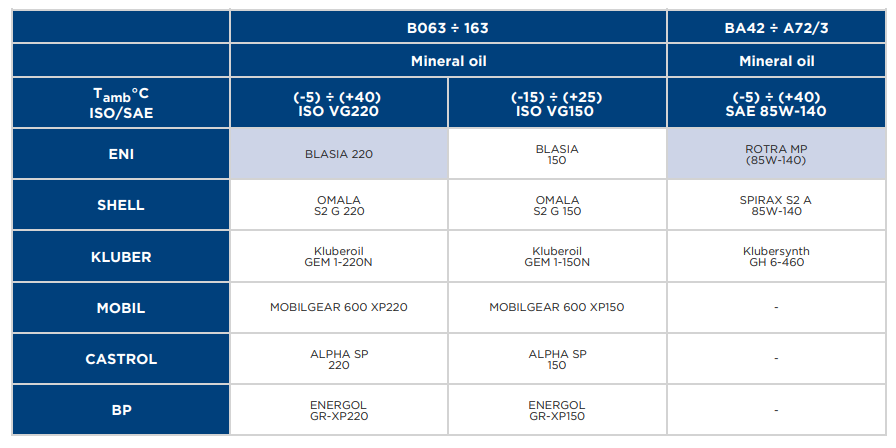 B063 ÷ 163
BA42 ÷ A72/3
Mineral oil
Mineral oil
Tamb°C
ISO/SAE
(-5) ÷ (+40)
ISO VG220
(-15) ÷ (+25)
ISO VG150
(-5) ÷ (+40)
SAE 85W-140
ENI
BLASIA 220
BLASIA
150
ROTRA MP
(85W-140)
SHELL
OMALA
S2 G 220
OMALA
S2 G 150
SPIRAX S2 A
85W-140
KLUBER
Kluberoil
GEM 1-220N
Kluberoil
GEM 1-150N
Klubersynth
GH 6-460
MOBIL
MOBILGEAR 600 XP220
MOBILGEAR 600 XP150
-
CASTROL
ALPHA SP
220
ALPHA SP
150
-
BP
ENERGOL
GR-XP220
ENERGOL
GR-XP150
-